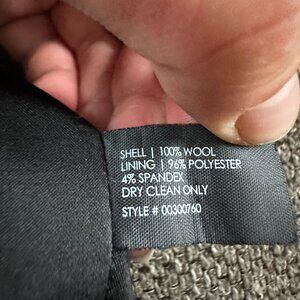 SHELL | 100% WOOL
LINING | 96% POLYESTER
4% SPANDEX
DRY CLEAN ONLY
STYLE # 00300760